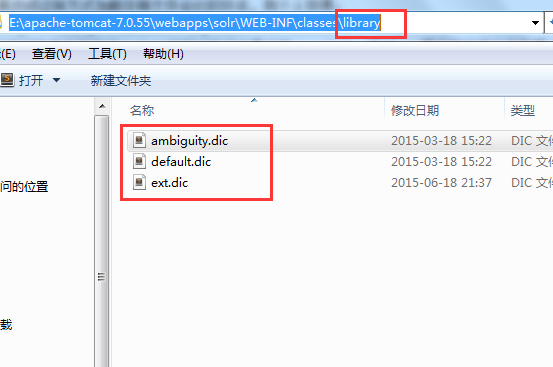 E:\apache-tomcat-7.0.55\webapps\solr\WEB-INF\classes\library
(E) 查看(V) 工具(T) 帮助(H)
打开 新建文件夹
名称 修改日期 类型
ambiguity.dic 2015-03-18 15:22 DIC 文件
default.dic 2015-03-18 15:22 DIC 文件
ext.dic 2015-06-18 21:37 DIC 文件
问的位置
载